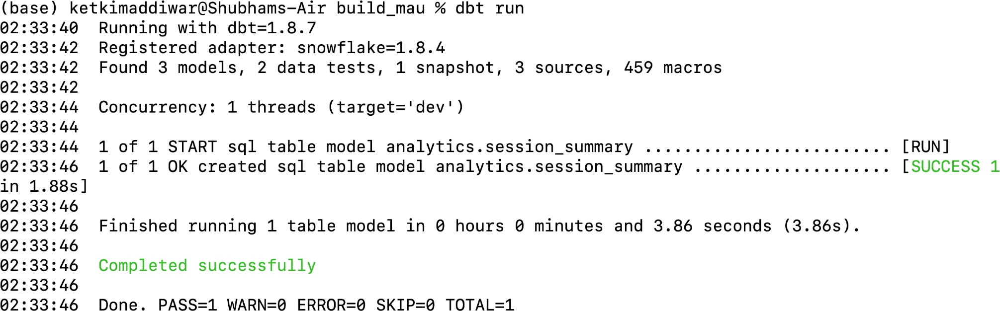 (base) ketkimaddiwar@Shubhams-Air build_mau % dbt run
02:33:40  Running with dbt=1.8.7
02:33:42  Registered adapter: snowflake=1.8.4
02:33:42  Found 3 models, 2 data tests, 1 snapshot, 3 sources, 459 macros
02:33:42
02:33:44  Concurrency: 1 threads (target='dev')
02:33:44
02:33:44  1 of 1 START sql table model analytics.session_summary ......................... [RUN]
02:33:46  1 of 1 OK created sql table model analytics.session_summary .................... [SUCCESS 1
in 1.88s]
02:33:46
02:33:46  Finished running 1 table model in 0 hours 0 minutes and 3.86 seconds (3.86s).
02:33:46
02:33:46  Completed successfully
02:33:46
02:33:46  Done. PASS=1 WARN=0 ERROR=0 SKIP=0 TOTAL=1